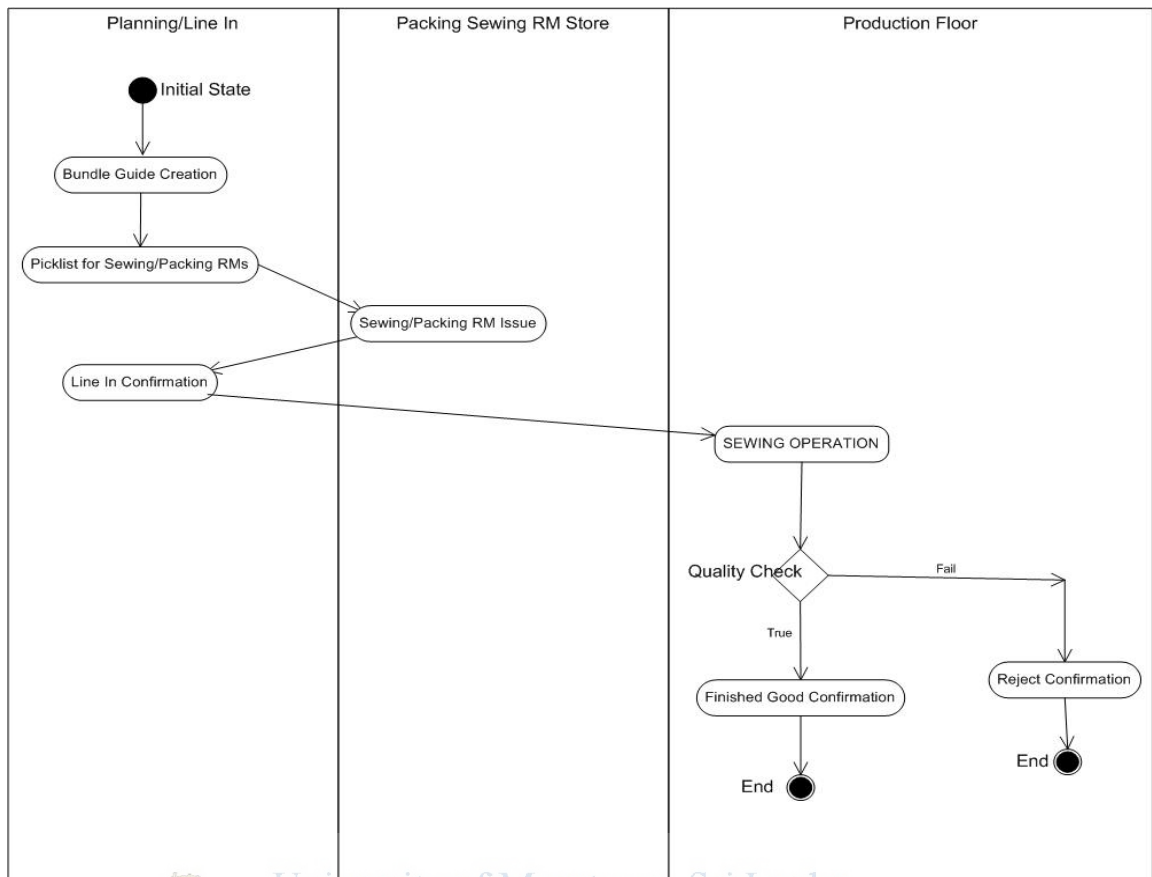 Planning/Line In
Packing Sewing RM Store
Production Floor
Initial State
Bundle Guide Creation
Picklist for Sewing/Packing RMs
Sewing/Packing RM Issue
Line In Confirmation
SEWING OPERATION
Quality Check
Fail
True
Reject Confirmation
Finished Good Confirmation
End
End